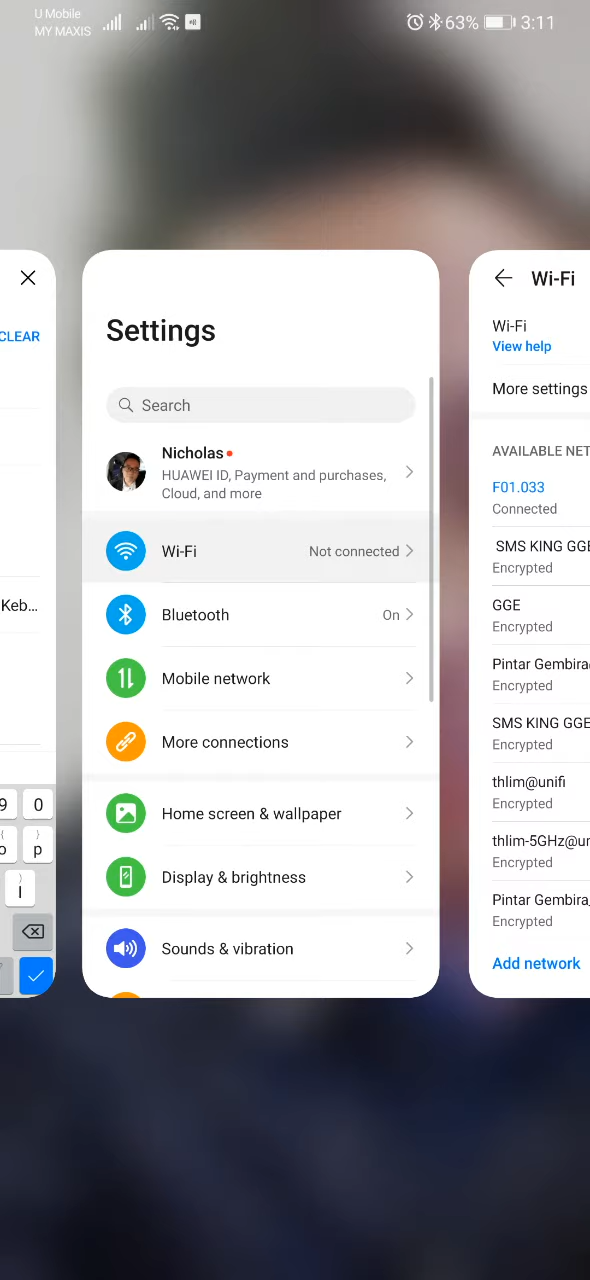 U Mobile
MY MAXIS
63%
3:11
CLEAR
Keb...
9 0
o p
l
Settings
Search
Nicholas
HUAWEI ID, Payment and purchases,
Cloud, and more
Wi-Fi Not connected
Bluetooth On
Mobile network
More connections
Home screen & wallpaper
Display & brightness
Sounds & vibration
Wi-Fi
Wi-Fi
View help
More settings
AVAILABLE NET
F01.033
Connected
SMS KING GGE
Encrypted
GGE
Encrypted
Pintar Gembira
Encrypted
SMS KING GGE
Encrypted
thlim@unifi
Encrypted
thlim-5GHz@un
Encrypted
Pintar Gembira_
Encrypted
Add network